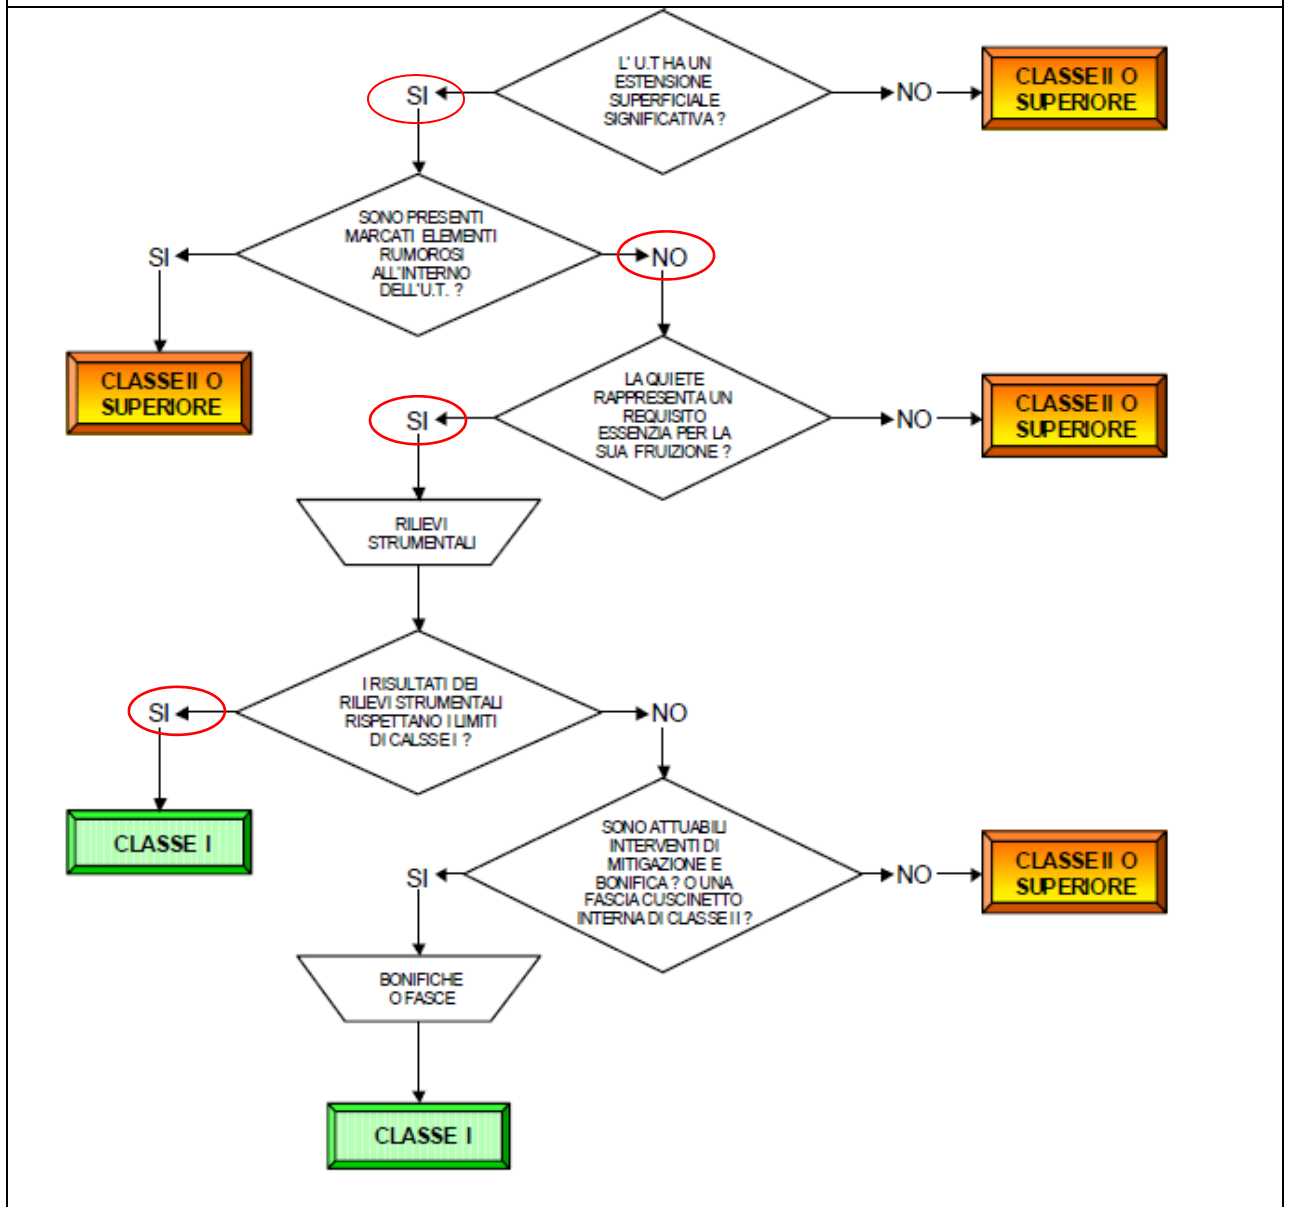 L' U.T HA UN
ESTENSIONE
SUPERFICIALE
SIGNIFICATIVA ?
SI
NO
CLASSE II O
SUPERIORE
SONO PRESENTI
MARCATI ELEMENTI
RUMOROSI
ALL'INTERNO
DELL'U.T. ?
SI
NO
CLASSE II O
SUPERIORE
LA QUIETE
RAPPRESENTA UN
REQUISITO
ESSENZIA PER LA
SUA FRUIZIONE ?
SI
NO
CLASSE II O
SUPERIORE
RILIEVI
STRUMENTALI
I RISULTATI DEI
RILIEVI STRUMENTALI
RISPETTANO I LIMITI
DI CALSSE I ?
SI
NO
CLASSE I
SONO ATTUABILI
INTERVENTI DI
MITIGAZIONE E
BONIFICA ? O UNA
FASCIA CUSCINETTO
INTERNA DI CLASSE II ?
SI
NO
CLASSE II O
SUPERIORE
BONIFICHE
O FASCE
CLASSE I